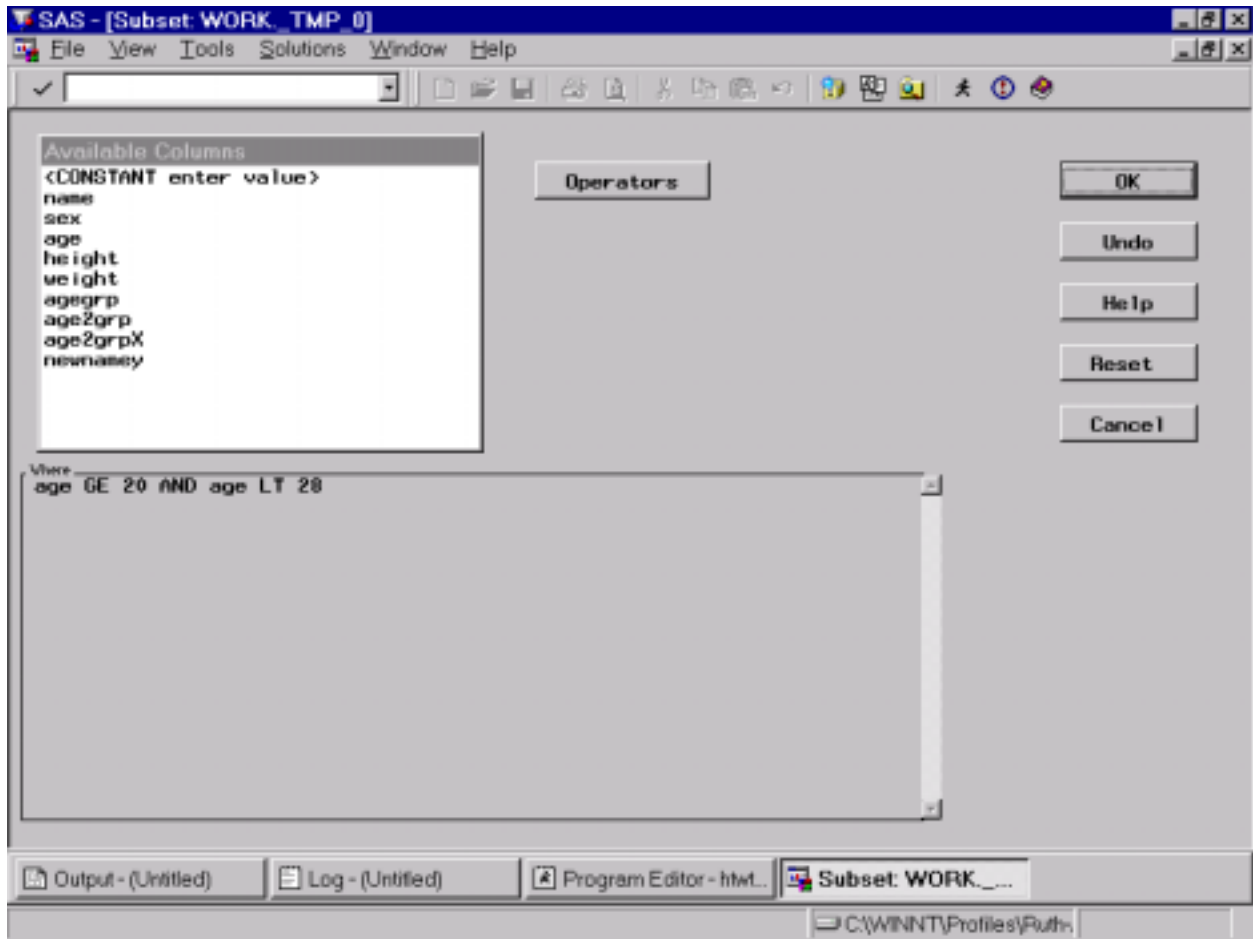 SAS - [Subset: WORK._TMP_0]
File View Tools Solutions Window Help
Available Columns
<CONSTANT enter value>
name
sex
age
height
weight
agegrp
age2grp
age2grpX
newnamey
Operators
OK
Undo
Help
Reset
Cancel
Where
age GE 20 AND age LT 28
Output - (Untitled)
Log - (Untitled)
Program Editor - htwt...
Subset: WORK._...
C:\WINNT\Profiles\Ruth